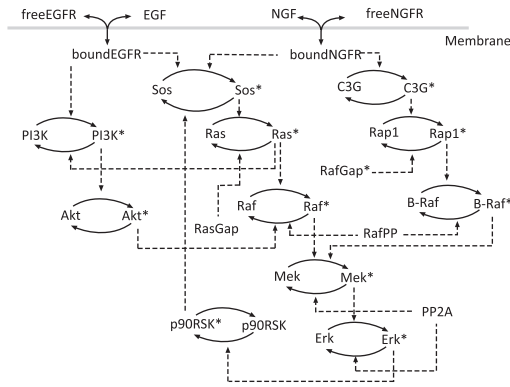 freeEGFR EGF NGF freeNGFR
Membrane
boundEGFR boundNGFR
Sos Sos* C3G C3G*
PI3K PI3K* Ras Ras* Rap1 Rap1*
RafGap*
Akt Akt* Raf Raf* B-Raf B-Raf*
RasGap RafPP
Mek Mek*
p90RSK* p90RSK PP2A
Erk Erk*